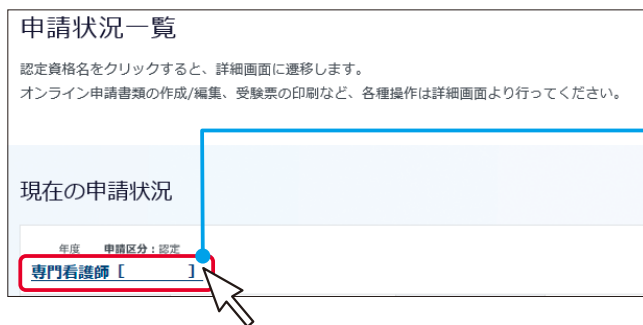 申請状況一覧
認定資格名をクリックすると、詳細画面に遷移します。
オンライン申請書類の作成/編集、受験票の印刷など、各種操作は詳細画面より行ってください。
現在の申請状況
年度 申請区分：認定
専門看護師［ ］